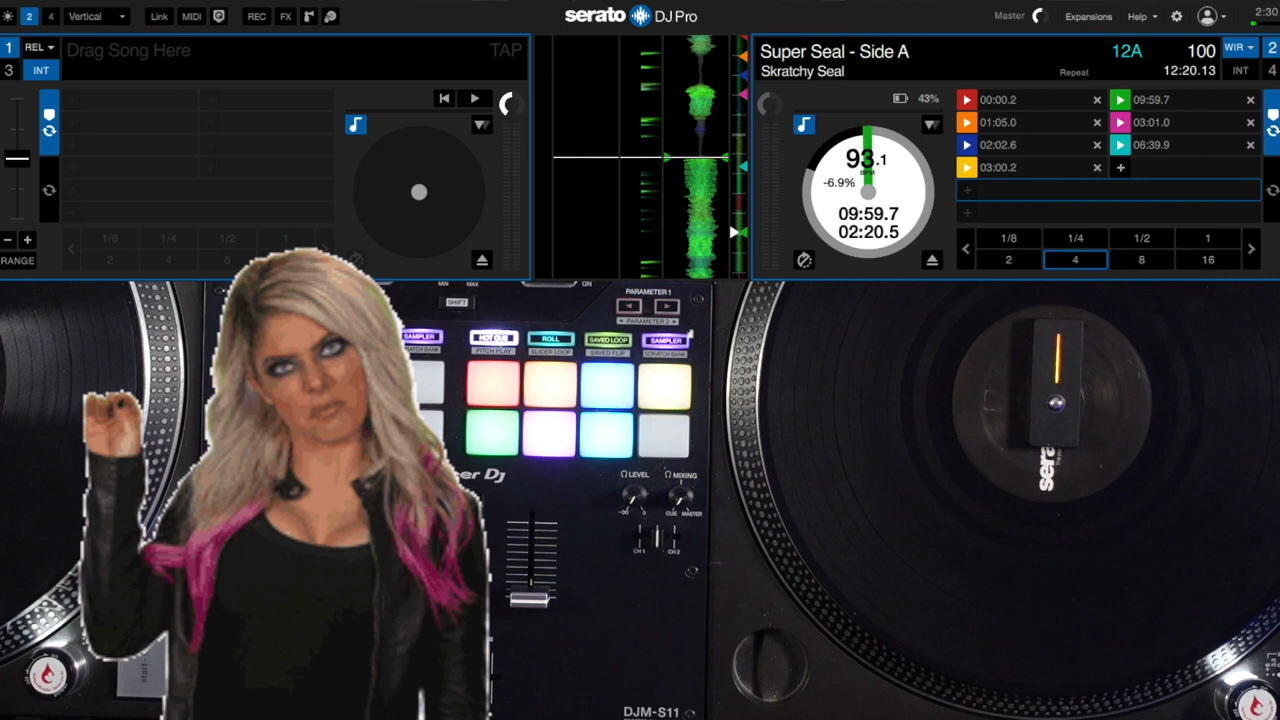 2 4 Vertical Link MIDI REC FX
serato DJ Pro
Master Expansions Help 2:30
1 REL Drag Song Here TAP
3 INT
1/8 1/4 1/2 1
2 4 8
RANGE
Super Seal - Side A 12A 100 WIR 2
Skratchy Seal Repeat 12:20.13 INT 4
43%
93.1
BPM
-6.9%
09:59.7
02:20.5
00:00.2 09:59.7
01:05.0 03:01.0
02:02.6 06:39.9
03:00.2
1/8 1/4 1/2 1
2 4 8 16
MIN MAX ON
SHIFT
PARAMETER 1
PARAMETER 2
SAMPLER HOT CUE ROLL SAVED LOOP SAMPLER
PITCH PLAY SLICER LOOP SAVED FLIP SCRATCH BANK
LEVEL MIXING
-∞ 0 CUE MASTER
CH 1 CH 2
DJM-S11